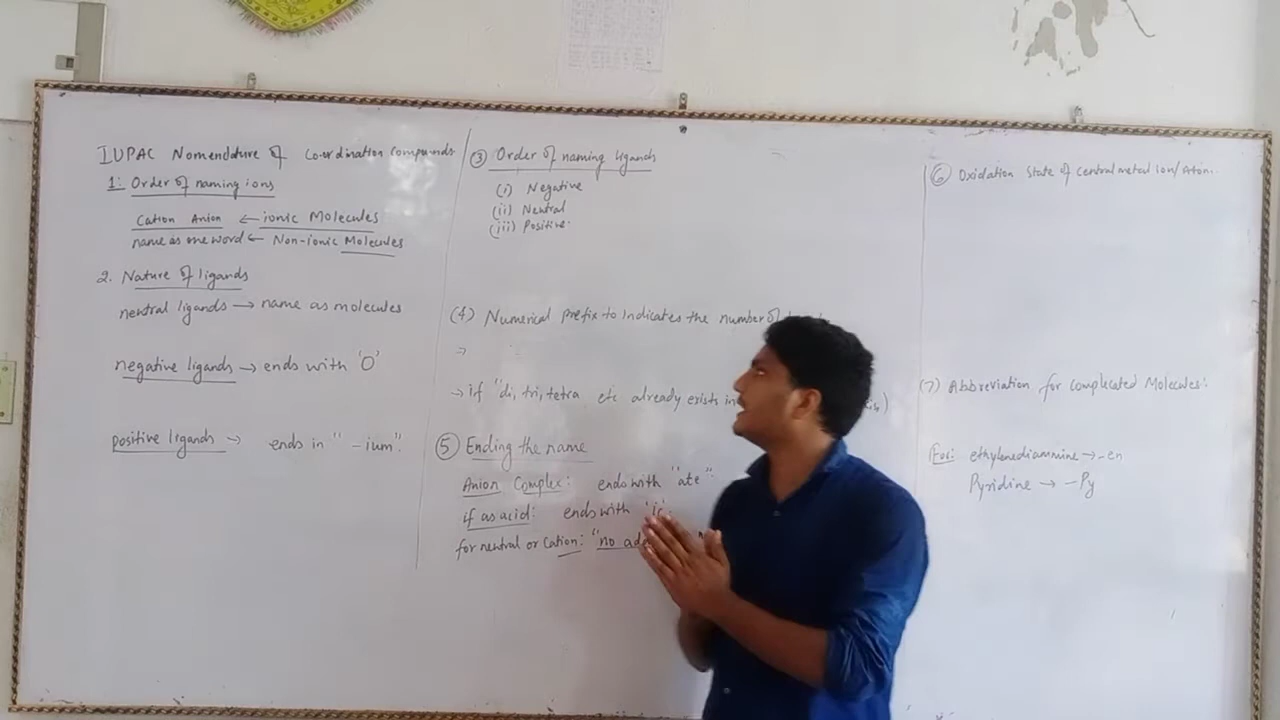 IUPAC Nomenclature of Co-ordination Compounds
1: Order of naming ions
Cation Anion ← ionic Molecules
name as one word ← Non-ionic Molecules
2. Nature of ligands
neutral ligands → name as molecules
negative ligands → ends with 'O'
positive ligands → ends in "-ium".
③ Order of naming ligands
(i) Negative
(ii) Neutral
(iii) Positive.
(4) Numerical prefix to indicates the number of
→
→ if "di, tri, tetra etc already exists in
⑤ Ending the name
Anion Complex: ends with "ate".
if as acid: ends with 'ic'.
for neutral or cation: "no
⑥ Oxidation state of central metal Ion/Atom..
(7) Abbreviation for complicated Molecules:
For: ethylenediammine → -en
Pyridine → -Py